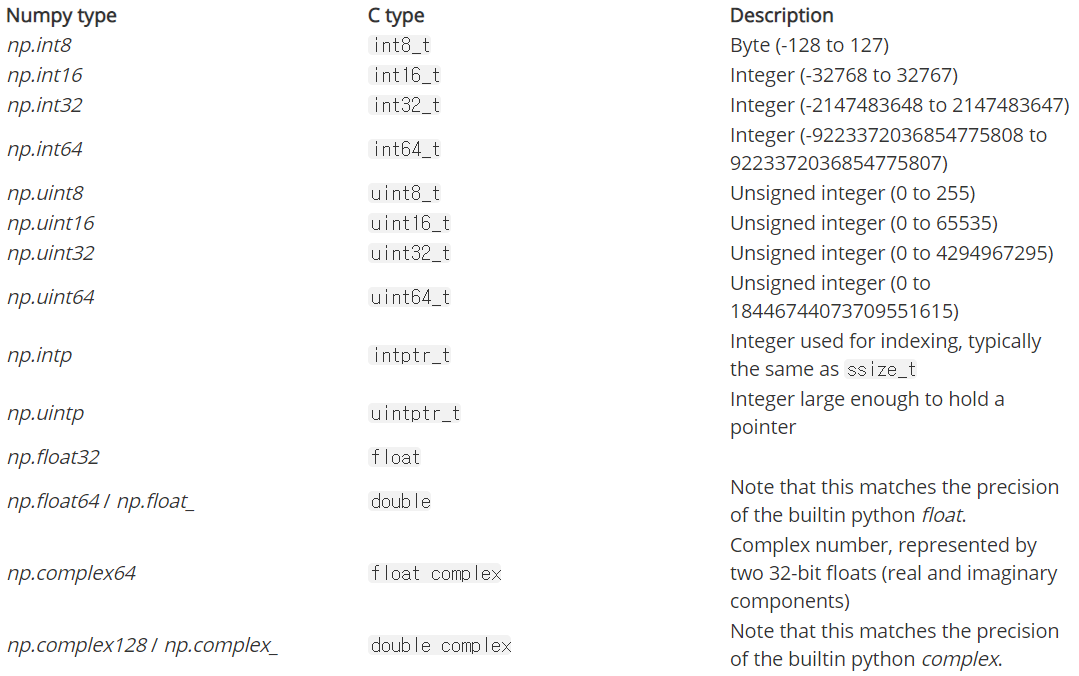 Numpy type C type Description
np.int8 int8_t Byte (-128 to 127)
np.int16 int16_t Integer (-32768 to 32767)
np.int32 int32_t Integer (-2147483648 to 2147483647)
np.int64 int64_t Integer (-9223372036854775808 to
9223372036854775807)
np.uint8 uint8_t Unsigned integer (0 to 255)
np.uint16 uint16_t Unsigned integer (0 to 65535)
np.uint32 uint32_t Unsigned integer (0 to 4294967295)
np.uint64 uint64_t Unsigned integer (0 to
18446744073709551615)
np.intp intptr_t Integer used for indexing, typically
the same as ssize_t
np.uintp uintptr_t Integer large enough to hold a
pointer
np.float32 float
np.float64 / np.float_ double Note that this matches the precision
of the builtin python float.
np.complex64 float complex Complex number, represented by
two 32-bit floats (real and imaginary
components)
np.complex128 / np.complex_ double complex Note that this matches the precision
of the builtin python complex.